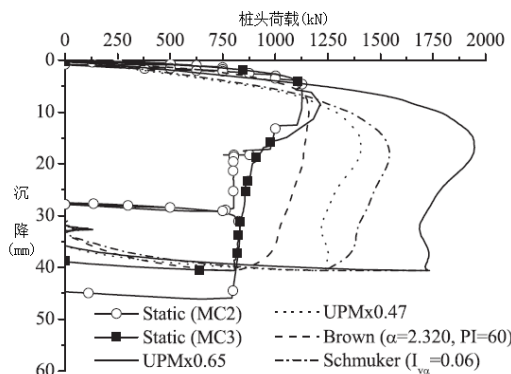 桩头荷载(kN)
0 250 500 750 1000 1250 1500 1750 2000
0
10
20
30
40
50
60
沉
降
(mm)
Static (MC2)
Static (MC3)
UPMx0.65
UPMx0.47
Brown (α=2.320, PI=60)
Schmuker (Ivα=0.06)